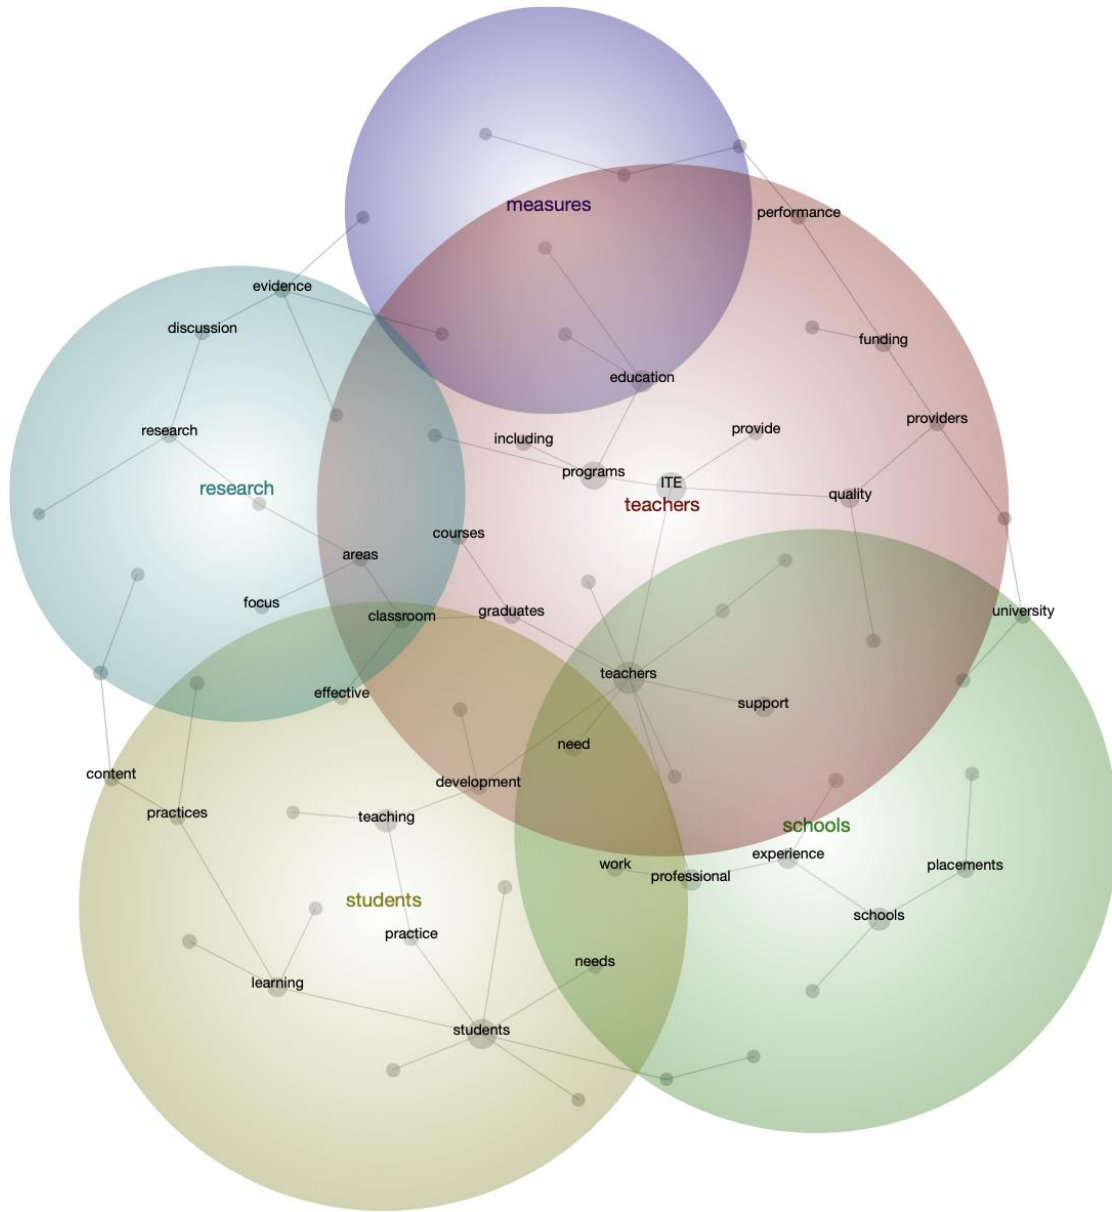 measures
performance
evidence
discussion
funding
education
providers
research
including
provide
programs
ITE
research
teachers
quality
courses
areas
focus
classroom
graduates
university
teachers
effective
support
need
content
development
practices
teaching
schools
experience
work
professional
placements
students
schools
practice
needs
learning
students